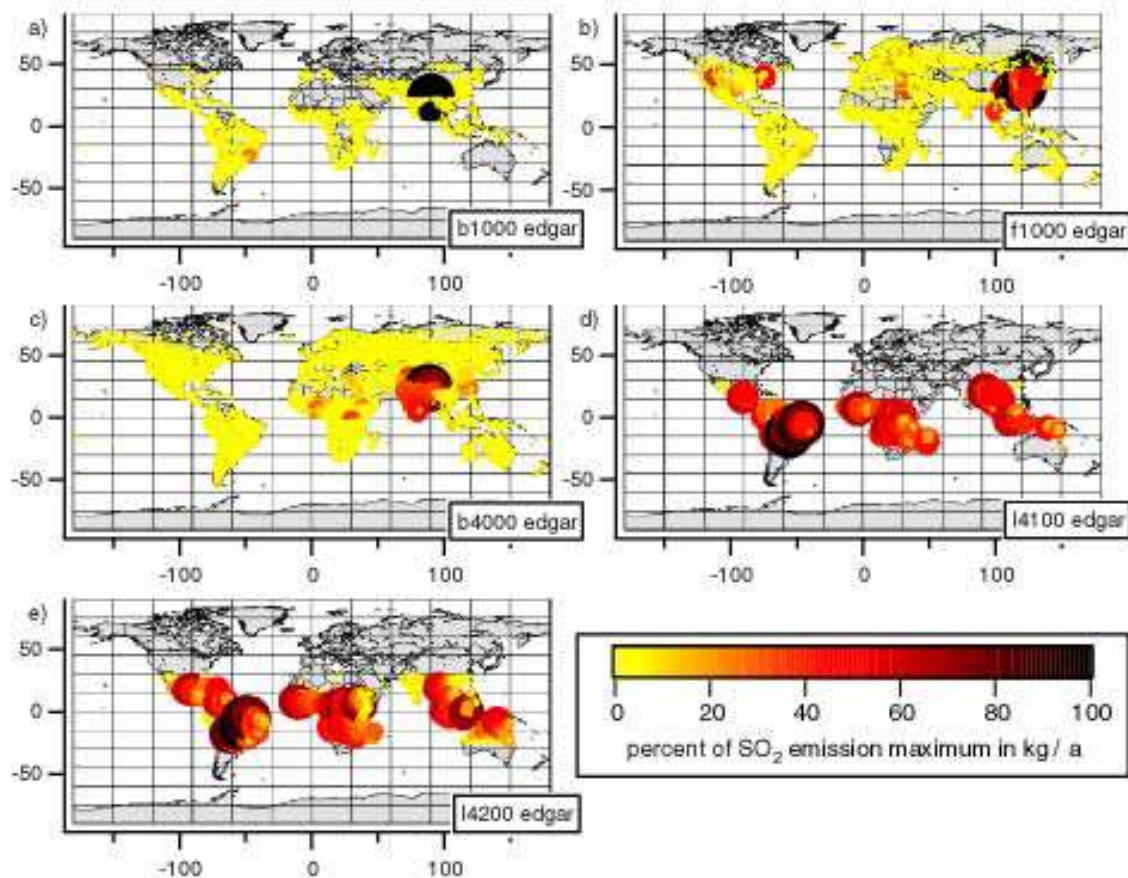 a)
50
0
-50
b1000 edgar
-100 0 100
b)
50
0
-50
f1000 edgar
-100 0 100
c)
50
0
-50
b4000 edgar
-100 0 100
d)
50
0
-50
l4100 edgar
-100 0 100
e)
50
0
-50
l4200 edgar
-100 0 100
0 20 40 60 80 100
percent of SO₂ emission maximum in kg / a